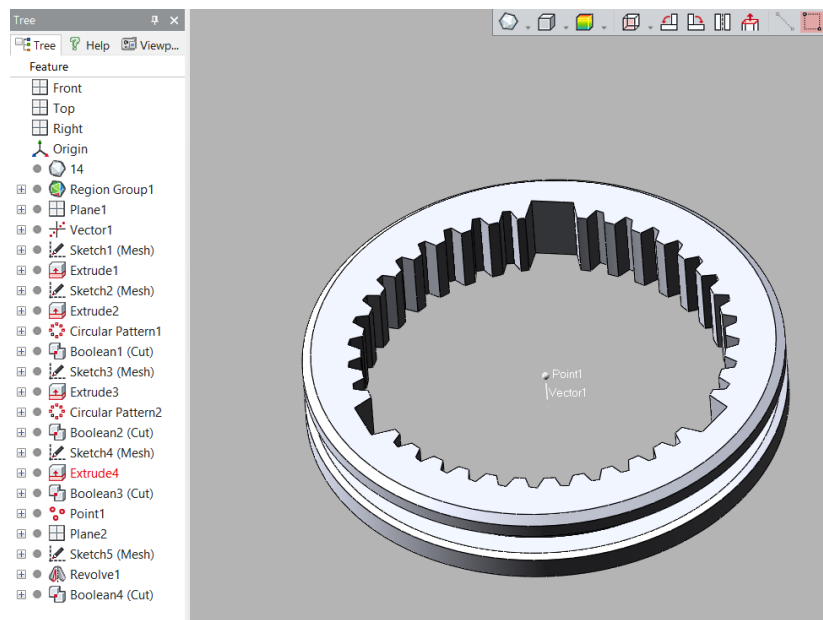 Tree
Tree Help Viewp...
Feature
Front
Top
Right
Origin
14
Region Group1
Plane1
Vector1
Sketch1 (Mesh)
Extrude1
Sketch2 (Mesh)
Extrude2
Circular Pattern1
Boolean1 (Cut)
Sketch3 (Mesh)
Extrude3
Circular Pattern2
Boolean2 (Cut)
Sketch4 (Mesh)
Extrude4
Boolean3 (Cut)
Point1
Plane2
Sketch5 (Mesh)
Revolve1
Boolean4 (Cut)
Point1
Vector1